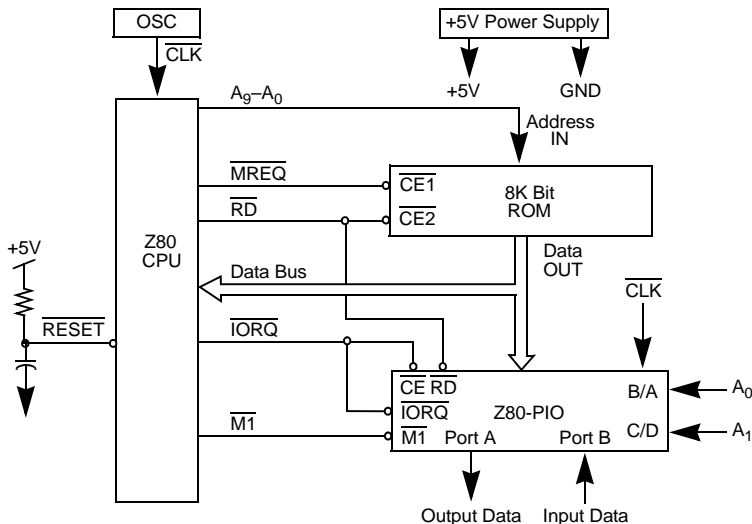 OSC
+5V Power Supply
CLK
+5V
GND
A9–A0
Address
IN
MREQ
CE1
8K Bit
ROM
RD
CE2
Z80
CPU
+5V
Data Bus
Data
OUT
CLK
RESET
IORQ
CE RD
B/A
A0
IORQ
Z80-PIO
M1
M1
Port A
Port B
C/D
A1
Output Data
Input Data